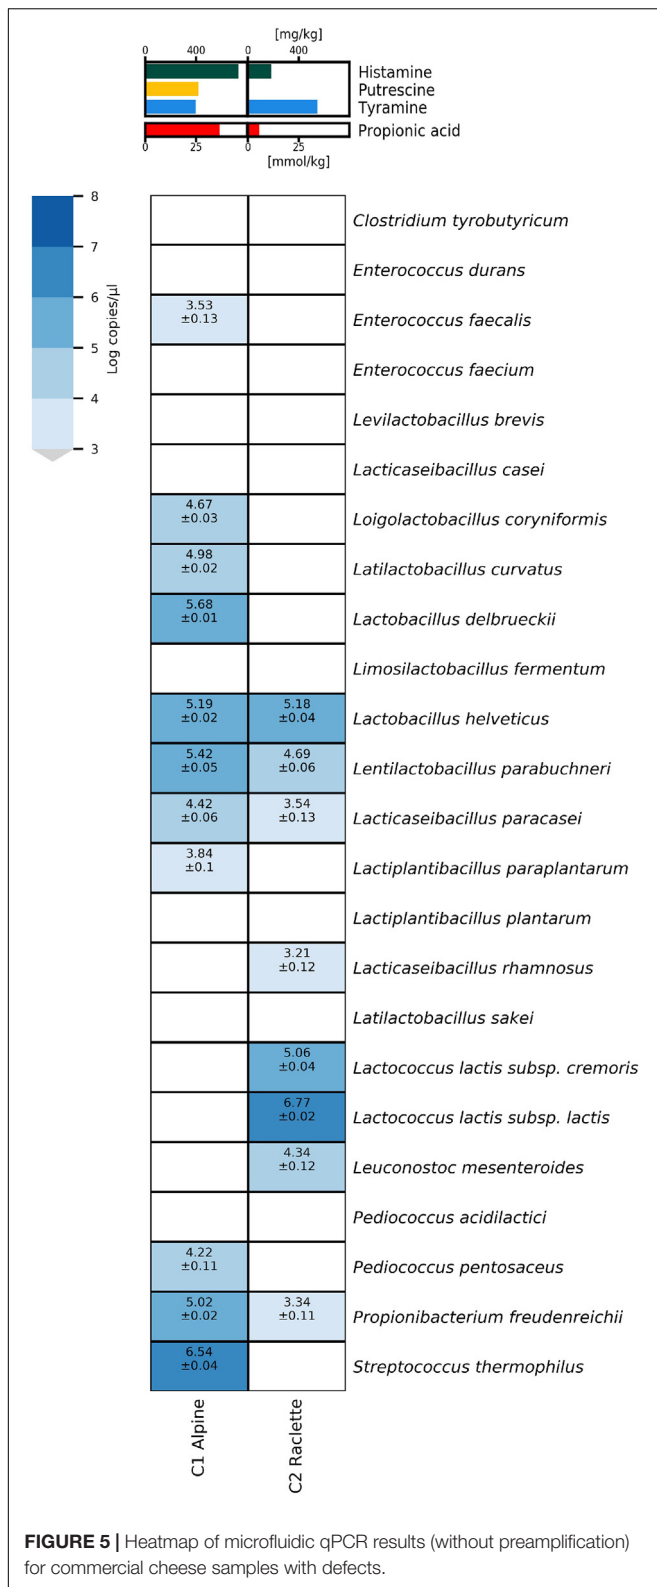 [mg/kg]
0 400 0 400
Histamine
Putrescine
Tyramine
Propionic acid
0 25 0 25
[mmol/kg]
8
7
6
5
4
3
Log copies/µl
Clostridium tyrobutyricum
Enterococcus durans
3.53
±0.13
Enterococcus faecalis
Enterococcus faecium
Levilactobacillus brevis
Lacticaseibacillus casei
4.67
±0.03
Loigolactobacillus coryniformis
4.98
±0.02
Latilactobacillus curvatus
5.68
±0.01
Lactobacillus delbrueckii
Limosilactobacillus fermentum
5.19 5.18
±0.02 ±0.04
Lactobacillus helveticus
5.42 4.69
±0.05 ±0.06
Lentilactobacillus parabuchneri
4.42 3.54
±0.06 ±0.13
Lacticaseibacillus paracasei
3.84
±0.1
Lactiplantibacillus paraplantarum
Lactiplantibacillus plantarum
3.21
±0.12
Lacticaseibacillus rhamnosus
Latilactobacillus sakei
5.06
±0.04
Lactococcus lactis subsp. cremoris
6.77
±0.02
Lactococcus lactis subsp. lactis
4.34
±0.12
Leuconostoc mesenteroides
Pediococcus acidilactici
4.22
±0.11
Pediococcus pentosaceus
5.02 3.34
±0.02 ±0.11
Propionibacterium freudenreichii
6.54
±0.04
Streptococcus thermophilus
C1 Alpine
C2 Raclette
FIGURE 5 | Heatmap of microfluidic qPCR results (without preamplification)
for commercial cheese samples with defects.